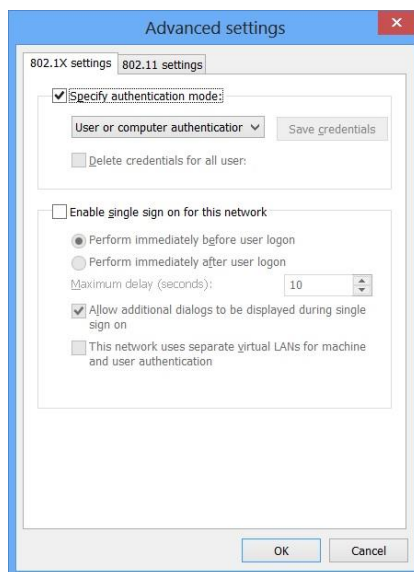 Advanced settings
802.1X settings 802.11 settings
Specify authentication mode:
User or computer authenticatior Save credentials
Delete credentials for all user:
Enable single sign on for this network
Perform immediately before user logon
Perform immediately after user logon
Maximum delay (seconds): 10
Allow additional dialogs to be displayed during single
sign on
This network uses separate virtual LANs for machine
and user authentication
OK Cancel